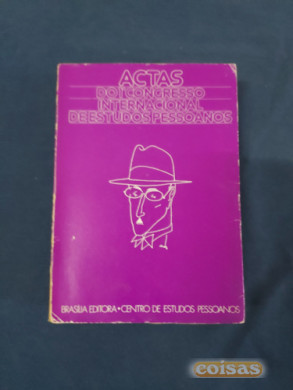 ACTAS
DO I CONGRESSO
INTERNACIONAL
DE ESTUDOS PESSOANOS
BRASÍLIA EDITORA • CENTRO DE ESTUDOS PESSOANOS
coisas